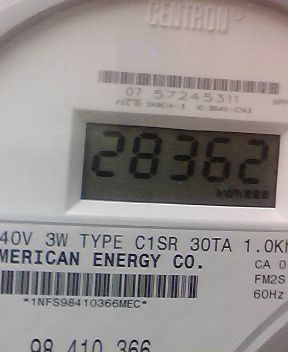 CENTRON®
07 57245311
28362
kWh
40V 3W TYPE C1SR 30TA 1.0K
MERICAN ENERGY CO.
CA 0
FM2S
*1NFS98410366MEC*
60Hz
98 410 366